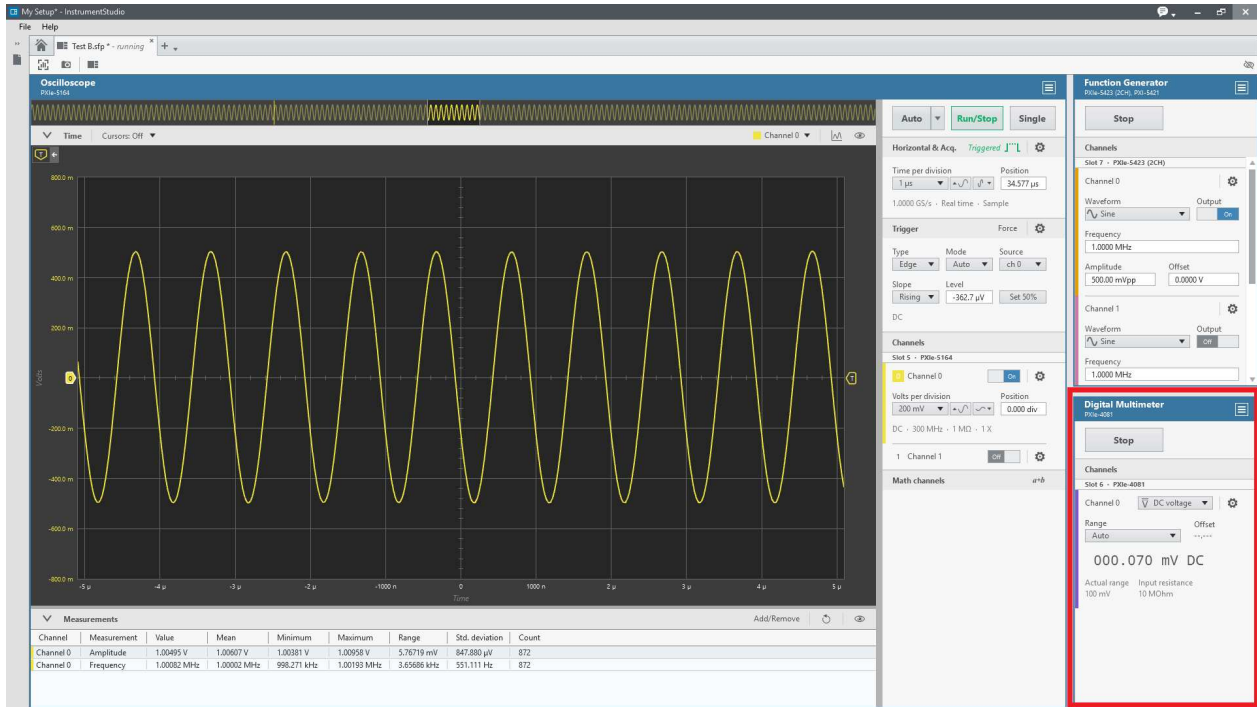 My Setup* - InstrumentStudio
File Help
Test B.sfp * - running
Oscilloscope
PXIe-5164
Time Cursors: Off Channel 0
800.0 m
600.0 m
400.0 m
200.0 m
Volts 0
-200.0 m
-400.0 m
-600.0 m
-800.0 m
-5 µ -4 µ -3 µ -2 µ -1000 n 0 1000 n 2 µ 3 µ 4 µ 5 µ
Time
T
T
Measurements Add/Remove
Channel Measurement Value Mean Minimum Maximum Range Std. deviation Count
Channel 0 Amplitude 1.00495 V 1.00607 V 1.00381 V 1.00958 V 5.76719 mV 847.880 µV 872
Channel 0 Frequency 1.00082 MHz 1.00002 MHz 998.271 kHz 1.00193 MHz 3.65686 kHz 551.111 Hz 872
Auto Run/Stop Single
Horizontal & Acq. Triggered
Time per division Position
1 µs 34.577 µs
1.0000 GS/s · Real time · Sample
Trigger Force
Type Mode Source
Edge Auto ch 0
Slope Level
Rising -362.7 µV Set 50%
DC
Channels
Slot 5 - PXIe-5164
0 Channel 0 On
Volts per division Position
200 mV 0.000 div
DC · 300 MHz · 1 MΩ · 1 X
1 Channel 1 Off
Math channels a+b
Function Generator
PXIe-5423 (2CH), PXI-5421
Stop
Channels
Slot 7 - PXIe-5423 (2CH)
Channel 0
Waveform Output
Sine On
Frequency
1.0000 MHz
Amplitude Offset
500.00 mVpp 0.0000 V
Channel 1
Waveform Output
Sine Off
Frequency
1.0000 MHz
Digital Multimeter
PXIe-4081
Stop
Channels
Slot 6 - PXIe-4081
Channel 0 DC voltage
Range Offset
Auto --.---
000.070 mV DC
Actual range Input resistance
100 mV 10 MOhm